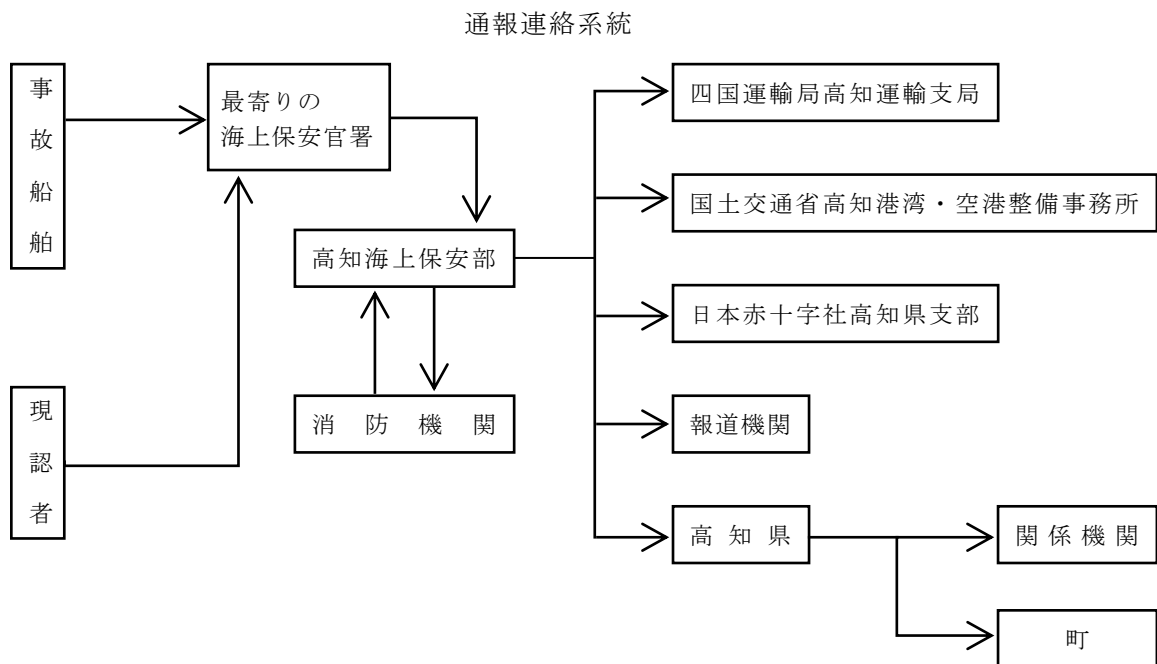 通報連絡系統
事故船舶
最寄りの
海上保安官署
四国運輸局高知運輸支局
国土交通省高知港湾・空港整備事務所
高知海上保安部
日本赤十字社高知県支部
現認者
消防機関
報道機関
高知県
関係機関
町